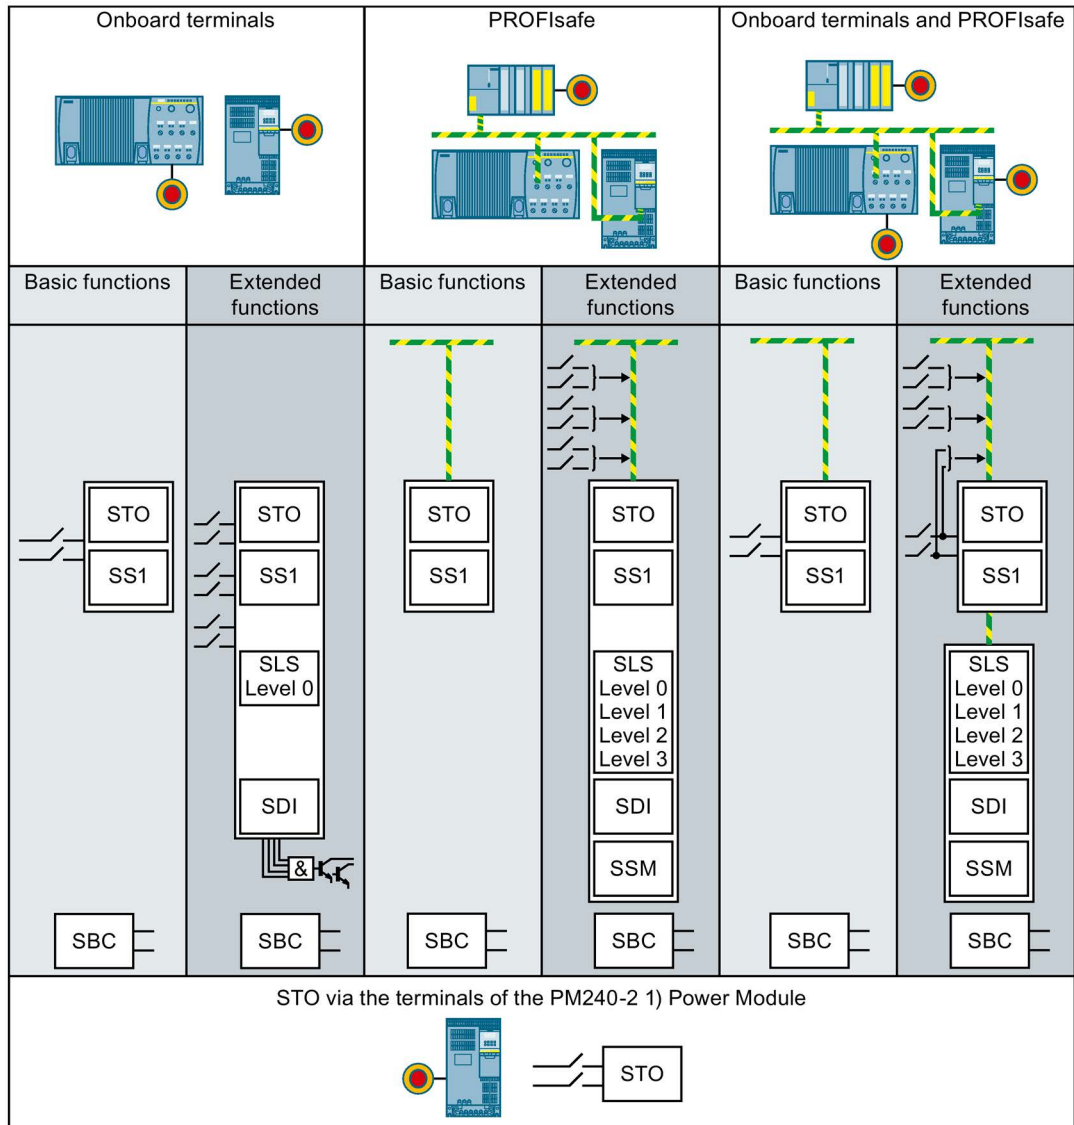 Onboard terminals
PROFIsafe
Onboard terminals and PROFIsafe
Basic functions
Extended
functions
Basic functions
Extended
functions
Basic functions
Extended
functions
STO
SS1
STO
SS1
SLS
Level 0
SDI
&
STO
SS1
STO
SS1
SLS
Level 0
Level 1
Level 2
Level 3
SDI
SSM
STO
SS1
STO
SS1
SLS
Level 0
Level 1
Level 2
Level 3
SDI
SSM
SBC
SBC
SBC
SBC
SBC
SBC
STO via the terminals of the PM240-2 1) Power Module
STO